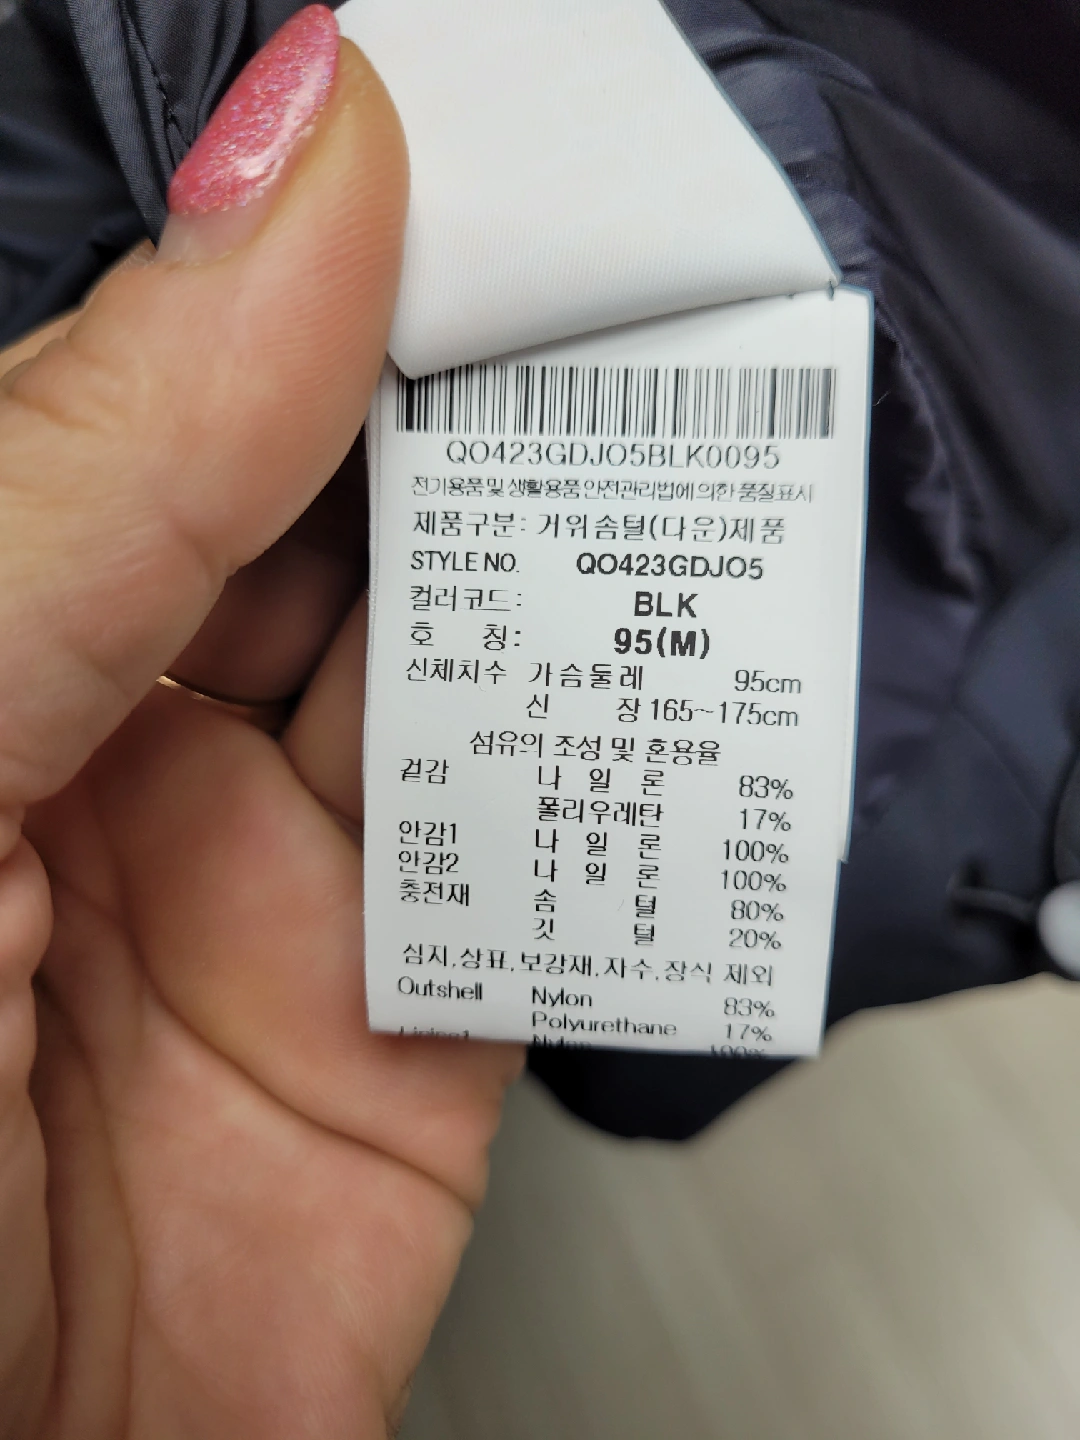 QO423GDJO5BLK0095
전기용품 및 생활용품 안전관리법에 의한 품질표시
제품구분: 거위솜털(다운)제품
STYLE NO. QO423GDJO5
컬러코드: BLK
호 칭: 95(M)
신체치수 가슴둘레 95cm
신 장 165~175cm
섬유의 조성 및 혼용율
겉감 나 일 론 83%
폴리우레탄 17%
안감1 나 일 론 100%
안감2 나 일 론 100%
충전재 솜 털 80%
깃 털 20%
심지,상표,보강재,자수,장식 제외
Outshell Nylon 83%
Polyurethane 17%
Lining1 Nylon 100%